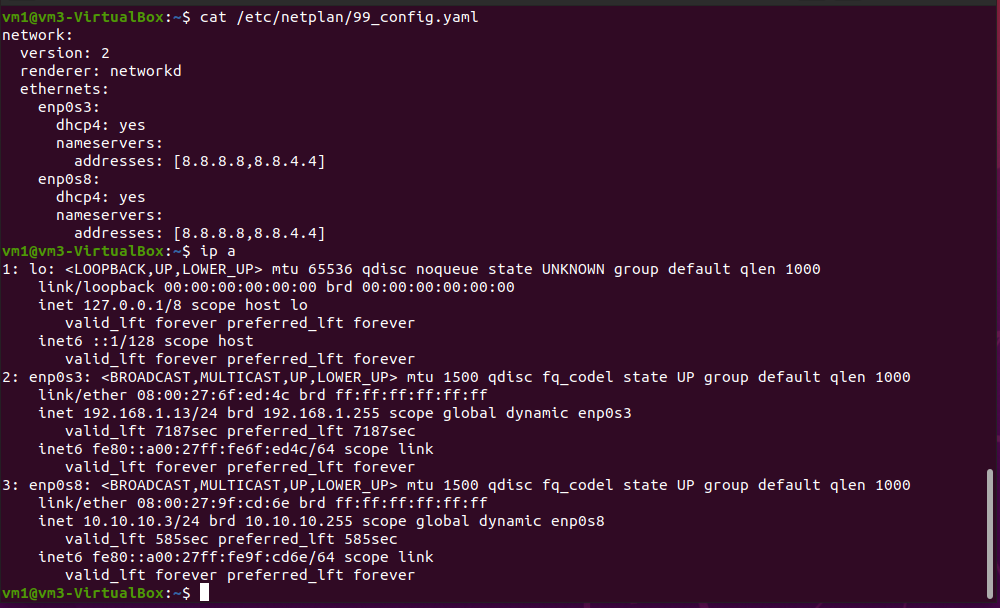 vm1@vm3-VirtualBox:~$ cat /etc/netplan/99_config.yaml
network:
  version: 2
  renderer: networkd
  ethernets:
    enp0s3:
      dhcp4: yes
      nameservers:
        addresses: [8.8.8.8,8.8.4.4]
    enp0s8:
      dhcp4: yes
      nameservers:
        addresses: [8.8.8.8,8.8.4.4]
vm1@vm3-VirtualBox:~$ ip a
1: lo: <LOOPBACK,UP,LOWER_UP> mtu 65536 qdisc noqueue state UNKNOWN group default qlen 1000
    link/loopback 00:00:00:00:00:00 brd 00:00:00:00:00:00
    inet 127.0.0.1/8 scope host lo
       valid_lft forever preferred_lft forever
    inet6 ::1/128 scope host
       valid_lft forever preferred_lft forever
2: enp0s3: <BROADCAST,MULTICAST,UP,LOWER_UP> mtu 1500 qdisc fq_codel state UP group default qlen 1000
    link/ether 08:00:27:6f:ed:4c brd ff:ff:ff:ff:ff:ff
    inet 192.168.1.13/24 brd 192.168.1.255 scope global dynamic enp0s3
       valid_lft 7187sec preferred_lft 7187sec
    inet6 fe80::a00:27ff:fe6f:ed4c/64 scope link
       valid_lft forever preferred_lft forever
3: enp0s8: <BROADCAST,MULTICAST,UP,LOWER_UP> mtu 1500 qdisc fq_codel state UP group default qlen 1000
    link/ether 08:00:27:9f:cd:6e brd ff:ff:ff:ff:ff:ff
    inet 10.10.10.3/24 brd 10.10.10.255 scope global dynamic enp0s8
       valid_lft 585sec preferred_lft 585sec
    inet6 fe80::a00:27ff:fe9f:cd6e/64 scope link
       valid_lft forever preferred_lft forever
vm1@vm3-VirtualBox:~$